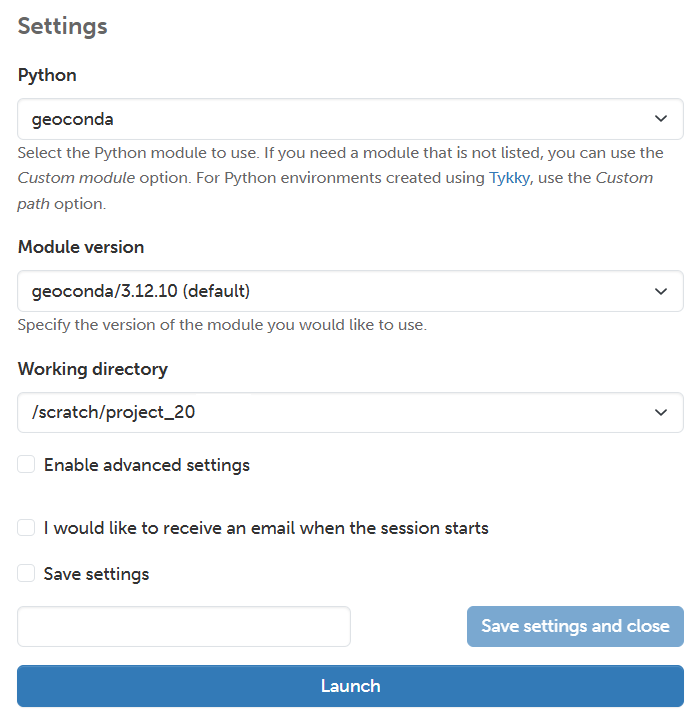 Settings
Python
geoconda
Select the Python module to use. If you need a module that is not listed, you can use the
Custom module option. For Python environments created using Tykky, use the Custom
path option.
Module version
geoconda/3.12.10 (default)
Specify the version of the module you would like to use.
Working directory
/scratch/project_20
Enable advanced settings
I would like to receive an email when the session starts
Save settings
Save settings and close
Launch